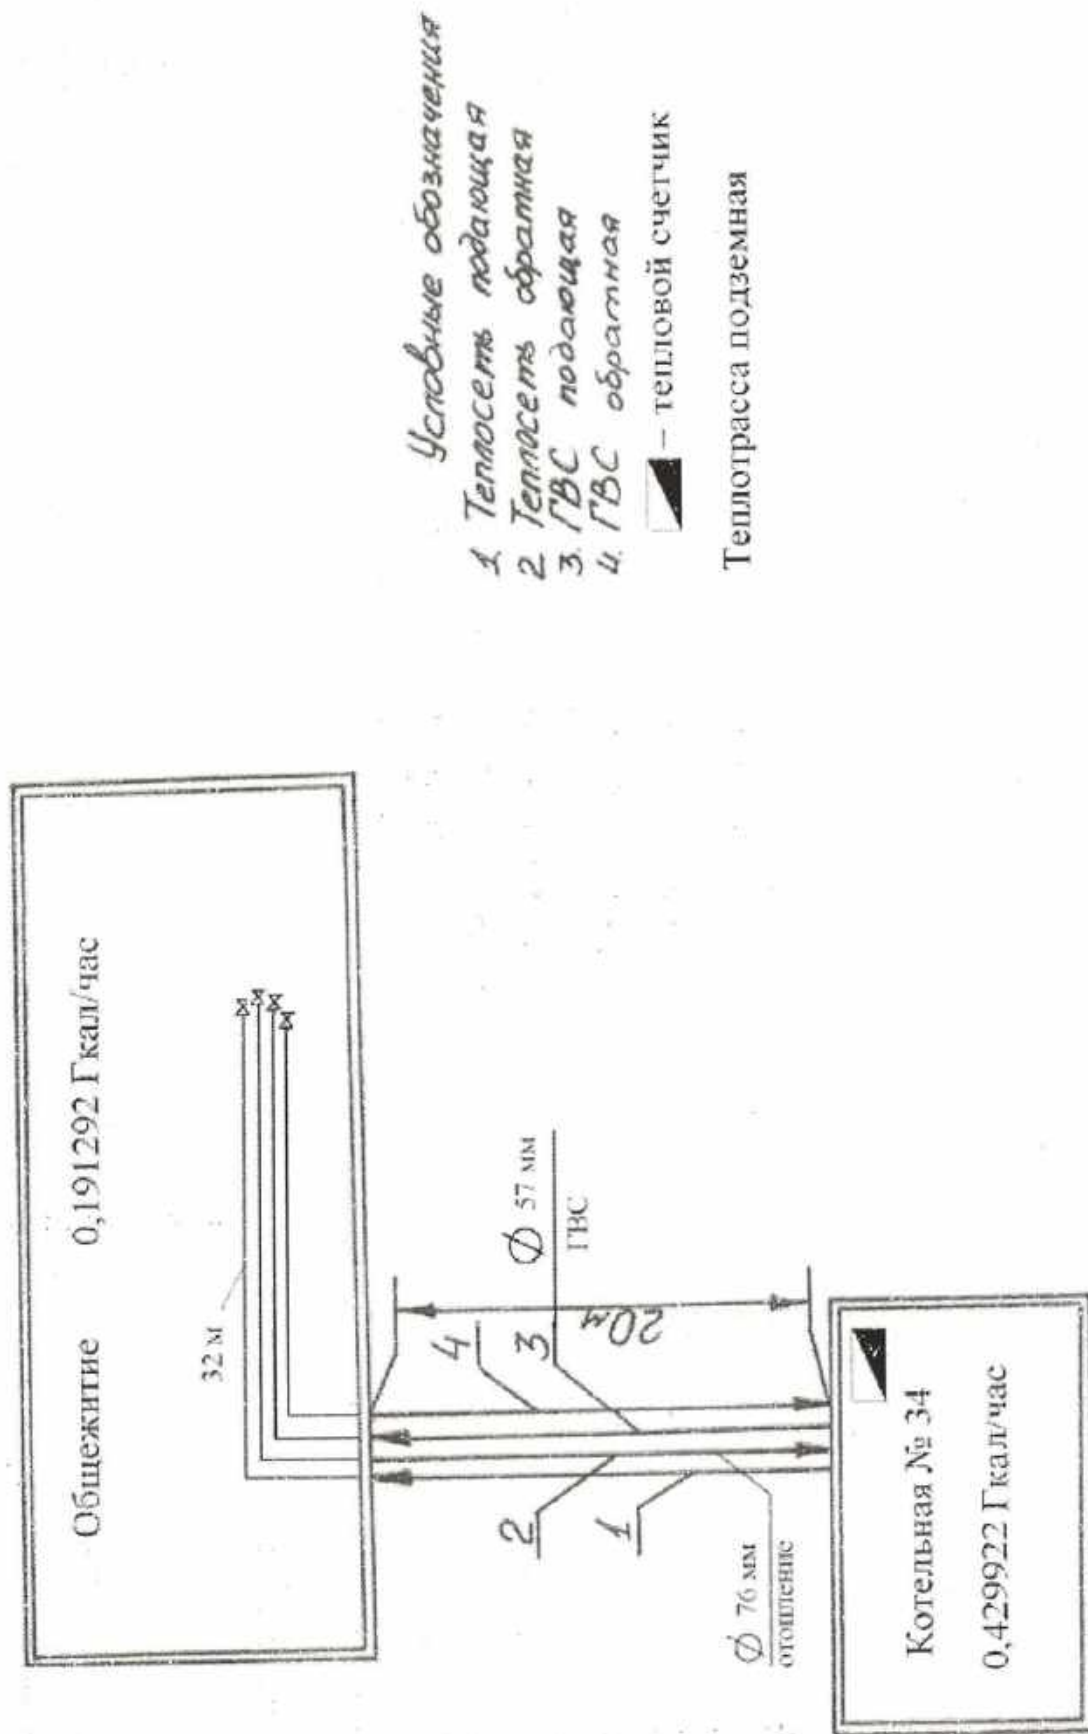 Общежитие 0,191292 Гкал/час
32 м
Ø 57 мм
ГВС
4
3
20м
2
1
Ø 76 мм
отопление
Котельная № 34
0,429922 Гкал/час
Условные обозначения
1 Теплосеть подающая
2 Теплосеть обратная
3. ГВС подающая
4. ГВС обратная
– тепловой счетчик
Теплотрасса подземная